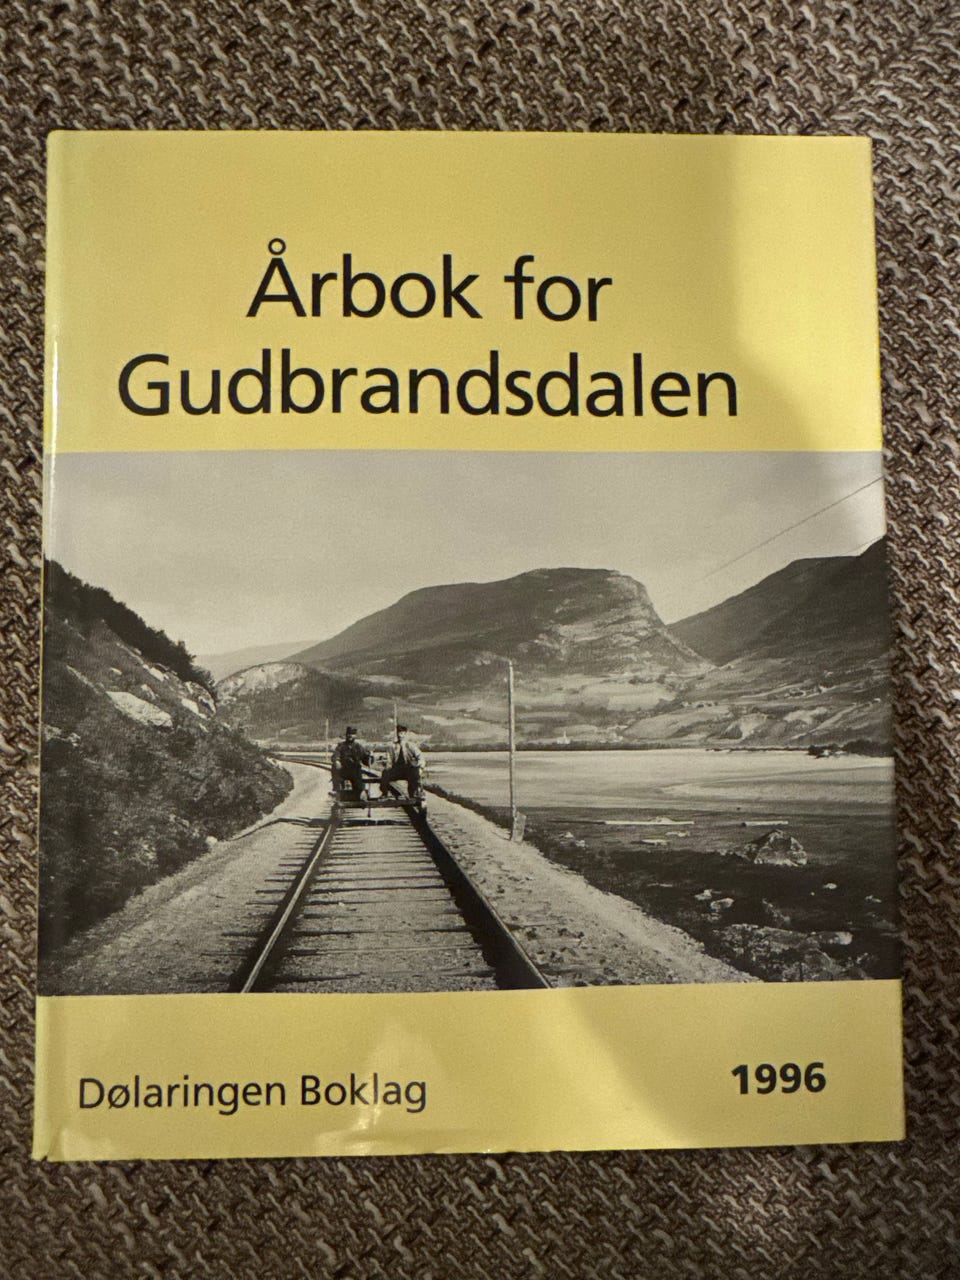 Årbok for
Gudbrandsdalen
Dølaringen Boklag
1996